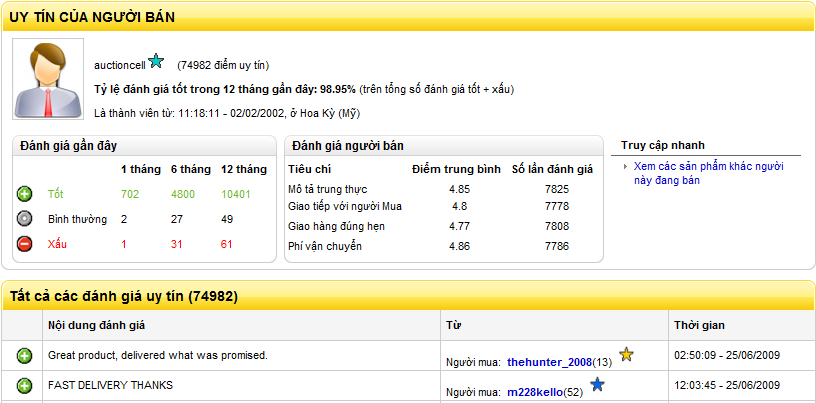 UY TÍN CỦA NGƯỜI BÁN
auctioncell (74982 điểm uy tín)
Tỷ lệ đánh giá tốt trong 12 tháng gần đây: 98.95% (trên tổng số đánh giá tốt + xấu)
Là thành viên từ: 11:18:11 - 02/02/2002, ở Hoa Kỳ (Mỹ)
Đánh giá gần đây
1 tháng 6 tháng 12 tháng
Tốt 702 4800 10401
Bình thường 2 27 49
Xấu 1 31 61
Đánh giá người bán
Tiêu chí Điểm trung bình Số lần đánh giá
Mô tả trung thực 4.85 7825
Giao tiếp với người Mua 4.8 7778
Giao hàng đúng hẹn 4.77 7808
Phí vận chuyển 4.86 7786
Truy cập nhanh
Xem các sản phẩm khác người
này đang bán
Tất cả các đánh giá uy tín (74982)
Nội dung đánh giá Từ Thời gian
Great product, delivered what was promised. Người mua: thehunter_2008(13) 02:50:09 - 25/06/2009
FAST DELIVERY THANKS Người mua: m228kello(52) 12:03:45 - 25/06/2009